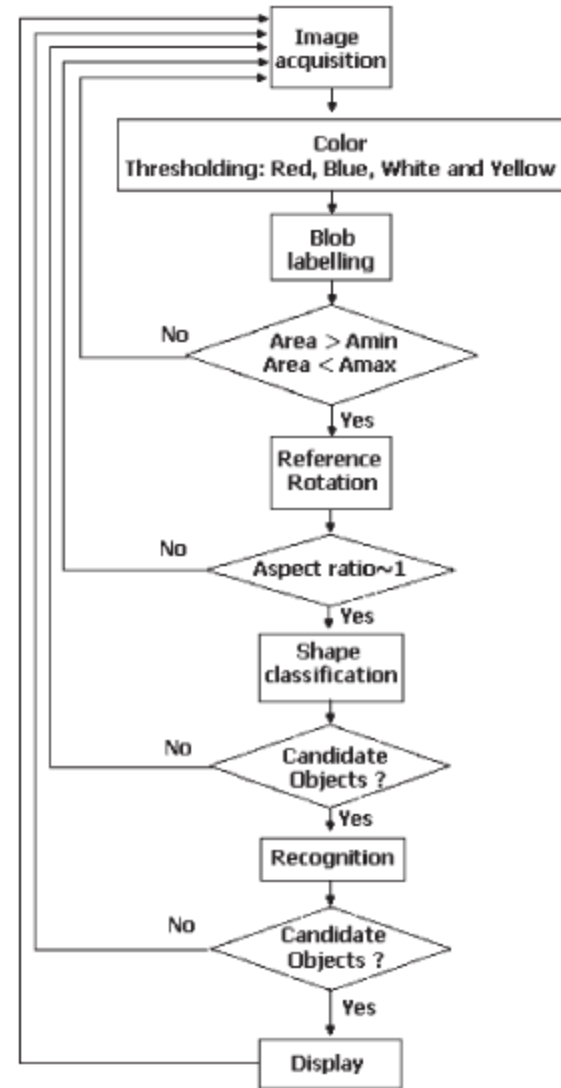 Image
acquisition
Color
Thresholding: Red, Blue, White and Yellow
Blob
labelling
No
Area > Amin
Area < Amax
Yes
Reference
Rotation
No
Aspect ratio~1
Yes
Shape
classification
No
Candidate
Objects ?
Yes
Recognition
No
Candidate
Objects ?
Yes
Display